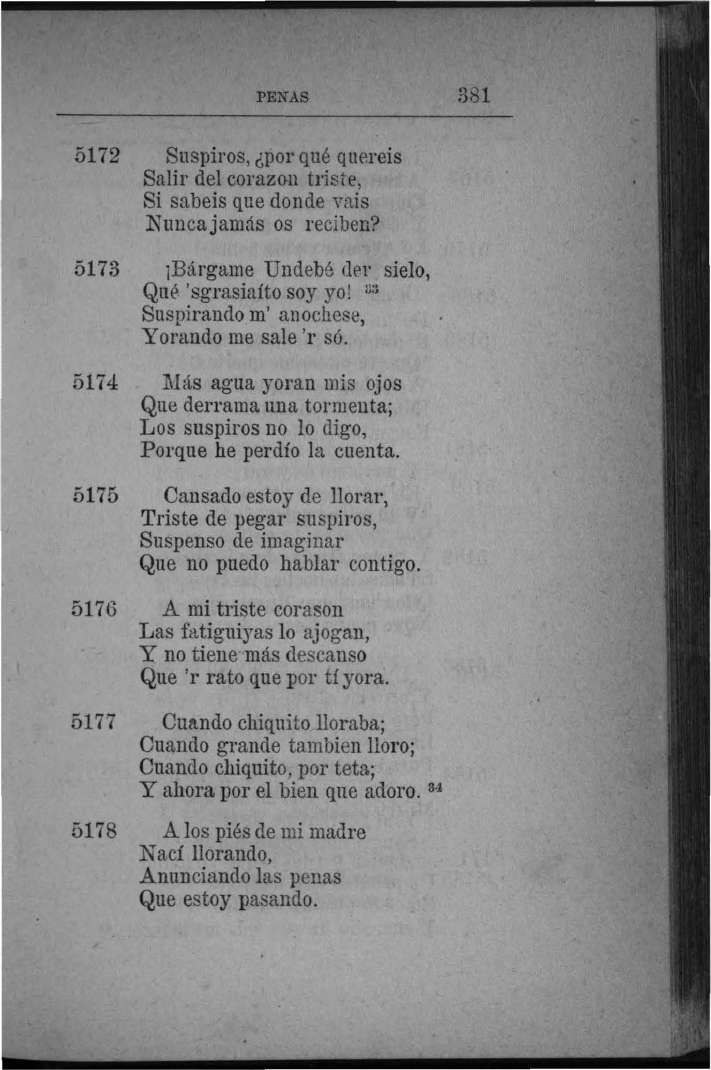 PENAS 381
5172 Suspiros, ¿por qué quereis
Salir del corazon triste,
Si sabeis que donde vais
Nunca jamás os reciben?
5173 ¡Bárgame Undebé der sielo,
Qué 'sgrasiaíto soy yo! 33
Suspirando m' anochese,
Yorando me sale 'r só.
5174 Más agua yoran mis ojos
Que derrama una tormenta;
Los suspiros no lo digo,
Porque he perdío la cuenta.
5175 Cansado estoy de llorar,
Triste de pegar suspiros,
Suspenso de imaginar
Que no puedo hablar contigo.
5176 A mi triste corason
Las fatiguiyas lo ajogan,
Y no tiene más descanso
Que 'r rato que por tí yora.
5177 Cuando chiquito lloraba;
Cuando grande tambien lloro;
Cuando chiquito, por teta;
Y ahora por el bien que adoro. 34
5178 A los piés de mi madre
Nací llorando,
Anunciando las penas
Que estoy pasando.